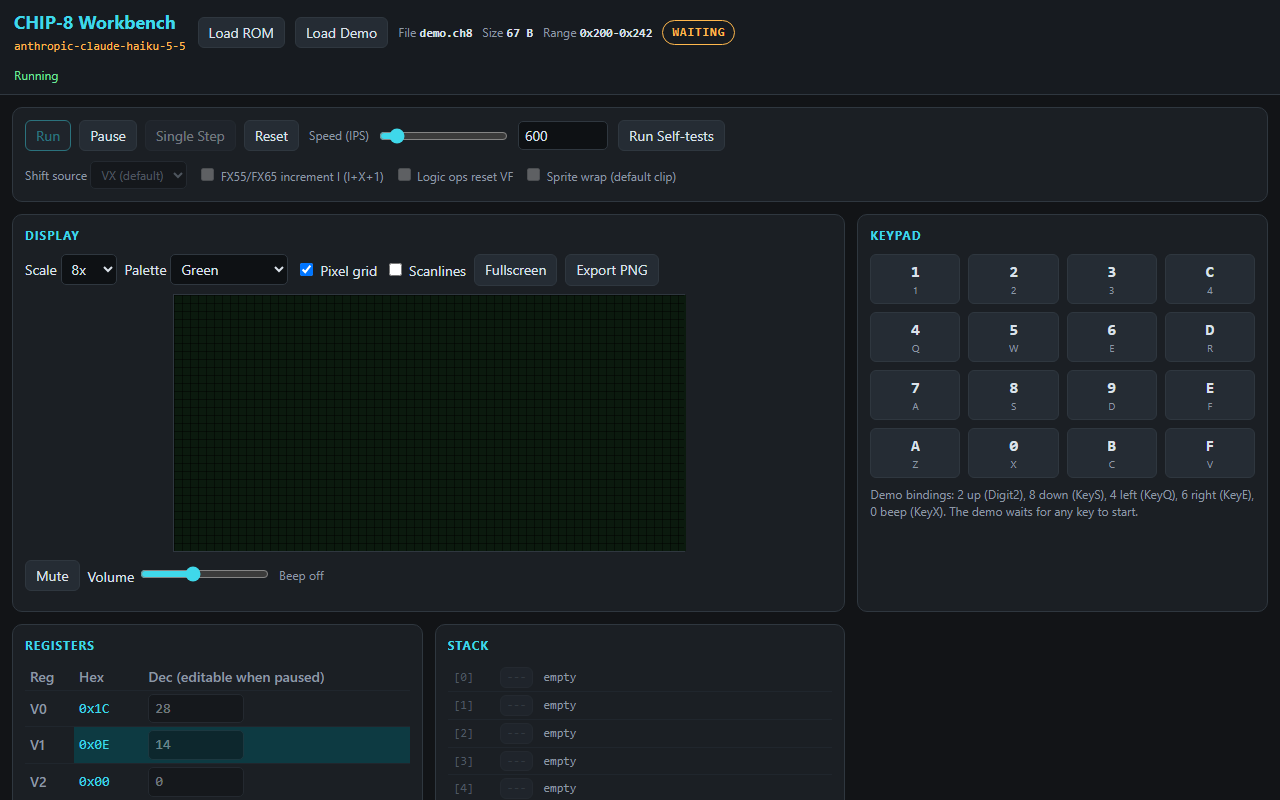 CHIP-8 Workbench
anthropic-claude-haiku-5-5
Load ROM
Load Demo
File demo.ch8 Size 67 B Range 0x200-0x242
WAITING
Running
Run
Pause
Single Step
Reset
Speed (IPS)
600
Run Self-tests
Shift source VX (default)
FX55/FX65 increment I (I+X+1)
Logic ops reset VF
Sprite wrap (default clip)
DISPLAY
Scale 8x Palette Green
Pixel grid
Scanlines
Fullscreen
Export PNG
Mute
Volume
Beep off
KEYPAD
1 2 3 C
1 2 3 4
4 5 6 D
Q W E R
7 8 9 E
A S D F
A 0 B F
Z X C V
Demo bindings: 2 up (Digit2), 8 down (KeyS), 4 left (KeyQ), 6 right (KeyE),
0 beep (KeyX). The demo waits for any key to start.
REGISTERS
Reg Hex Dec (editable when paused)
V0 0x1C 28
V1 0x0E 14
V2 0x00 0
STACK
[0] --- empty
[1] --- empty
[2] --- empty
[3] --- empty
[4] --- empty